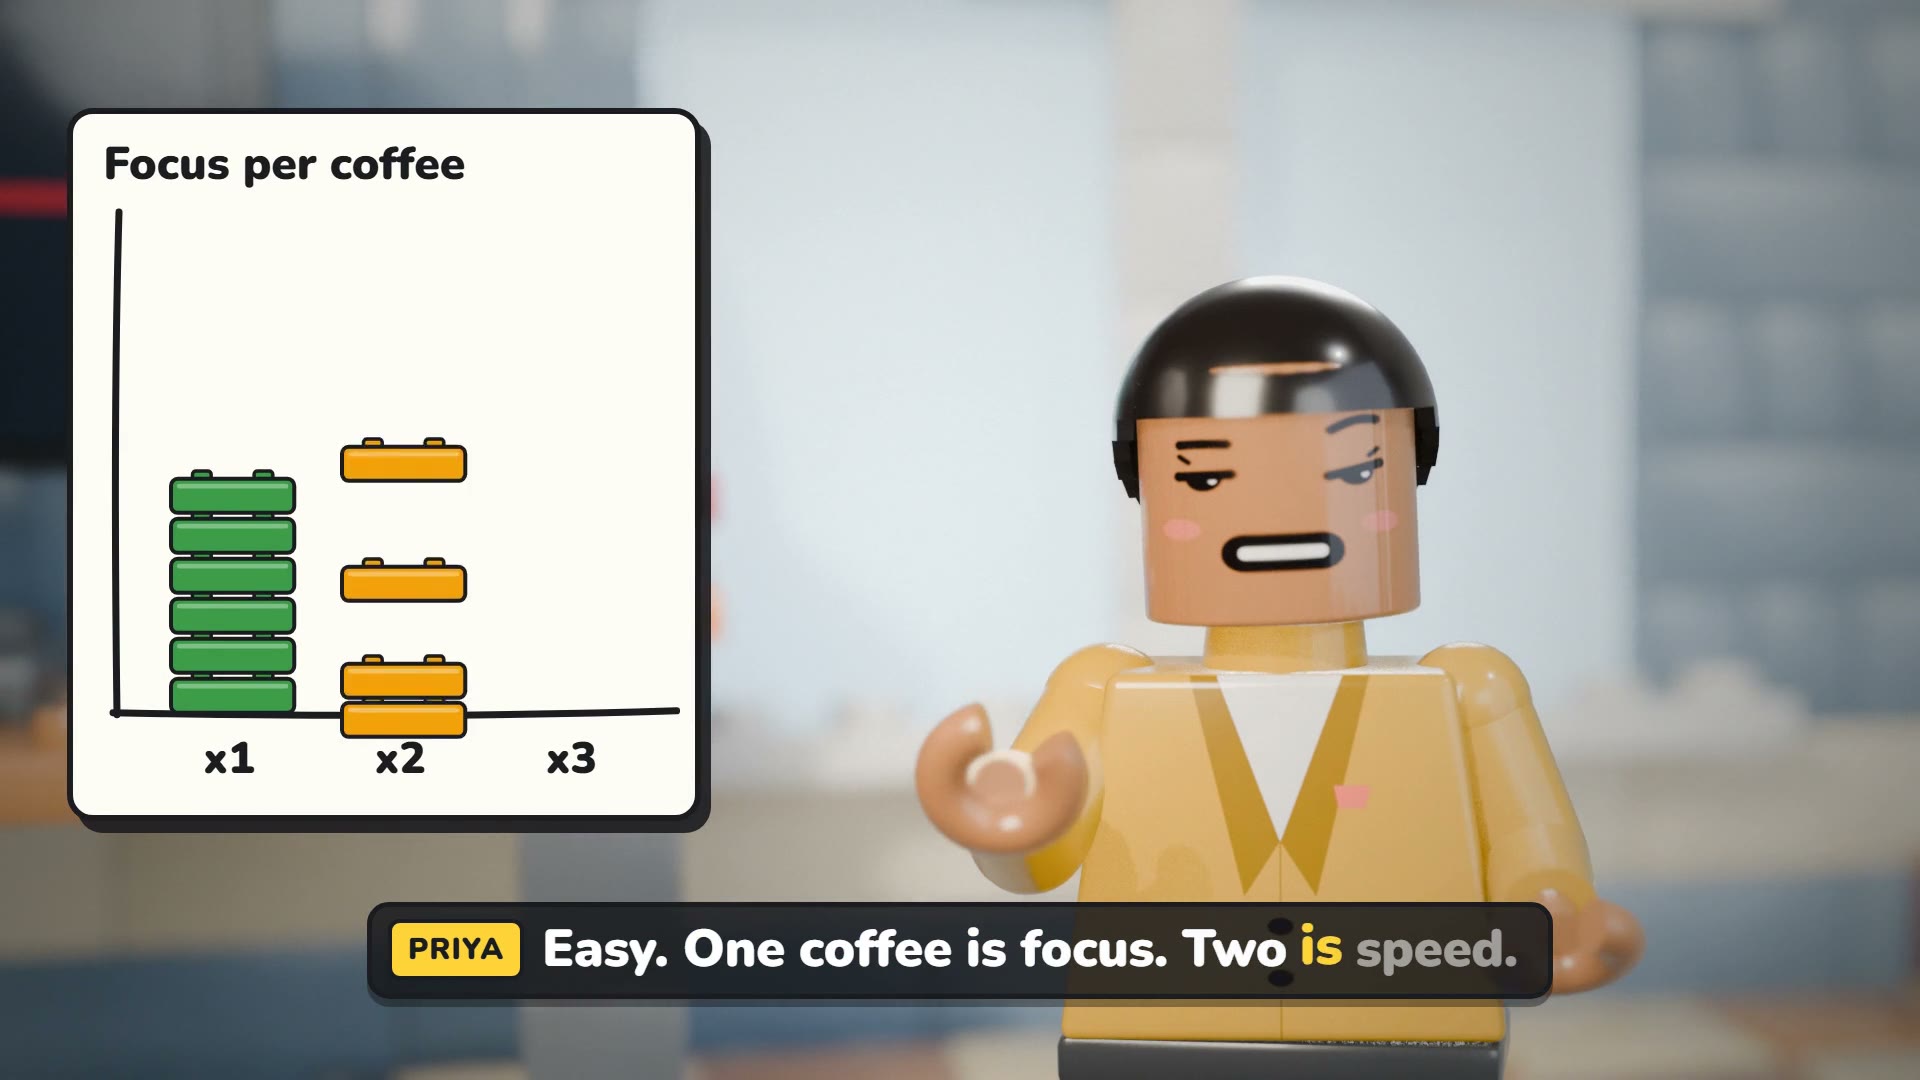 Focus per coffee
x1 x2 x3
PRIYA Easy. One coffee is focus. Two is speed.